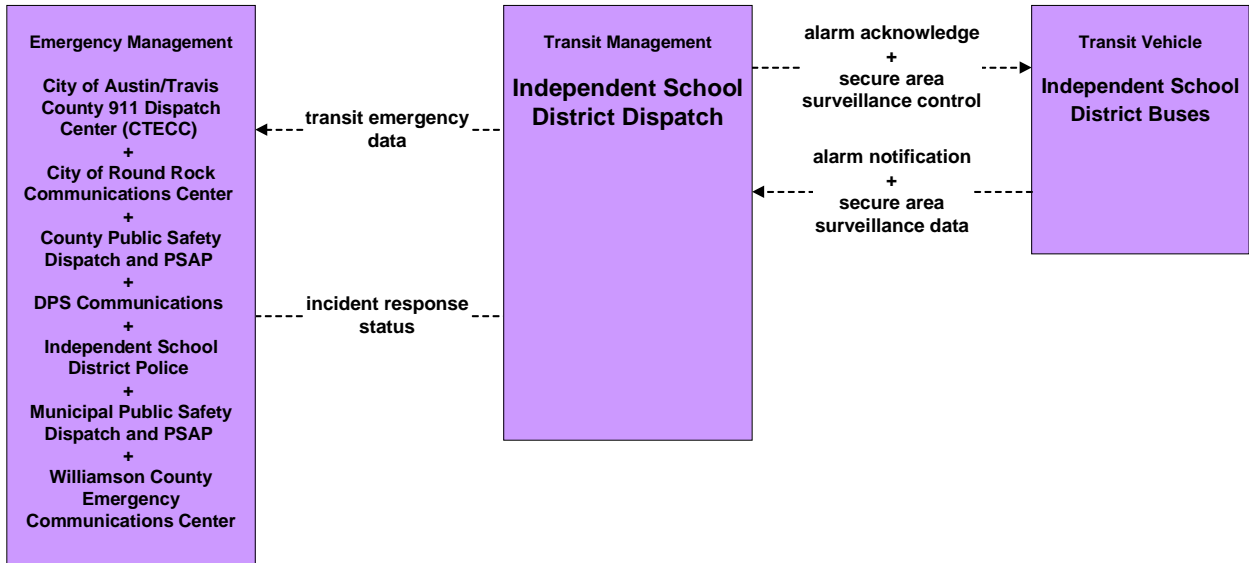 Emergency Management
City of Austin/Travis
County 911 Dispatch
Center (CTECC)
+
City of Round Rock
Communications Center
+
County Public Safety
Dispatch and PSAP
+
DPS Communications
+
Independent School
District Police
+
Municipal Public Safety
Dispatch and PSAP
+
Williamson County
Emergency
Communications Center
transit emergency
data
incident response
status
Transit Management
Independent School
District Dispatch
alarm acknowledge
+
secure area
surveillance control
alarm notification
+
secure area
surveillance data
Transit Vehicle
Independent School
District Buses